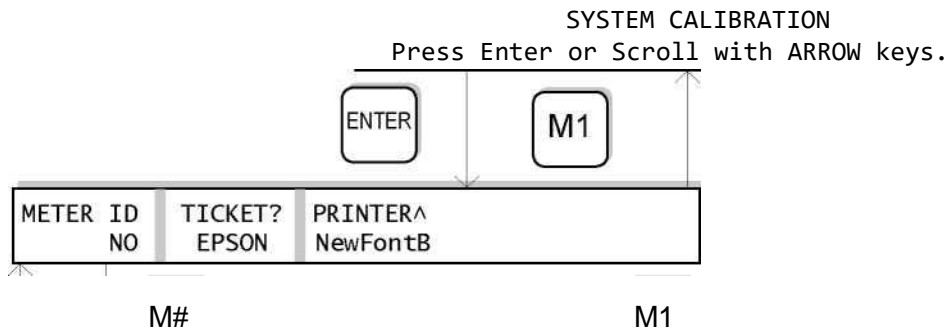 SYSTEM CALIBRATION
Press Enter or Scroll with ARROW keys.
ENTER
M1
METER ID TICKET? PRINTER^
NO EPSON NewFontB
M# M1